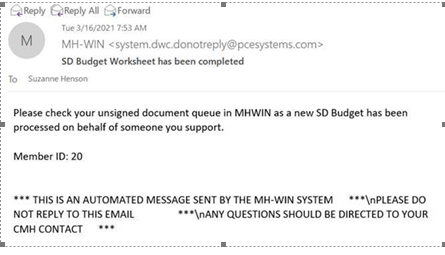 Reply Reply All Forward
Tue 3/16/2021 7:53 AM
M
MH-WIN <system.dwc.donotreply@pcesystems.com>
SD Budget Worksheet has been completed
To Suzanne Henson
Please check your unsigned document queue in MHWIN as a new SD Budget has been
processed on behalf of someone you support.
Member ID: 20
*** THIS IS AN AUTOMATED MESSAGE SENT BY THE MH-WIN SYSTEM ***\nPLEASE DO
NOT REPLY TO THIS EMAIL ***\nANY QUESTIONS SHOULD BE DIRECTED TO YOUR
CMH CONTACT ***